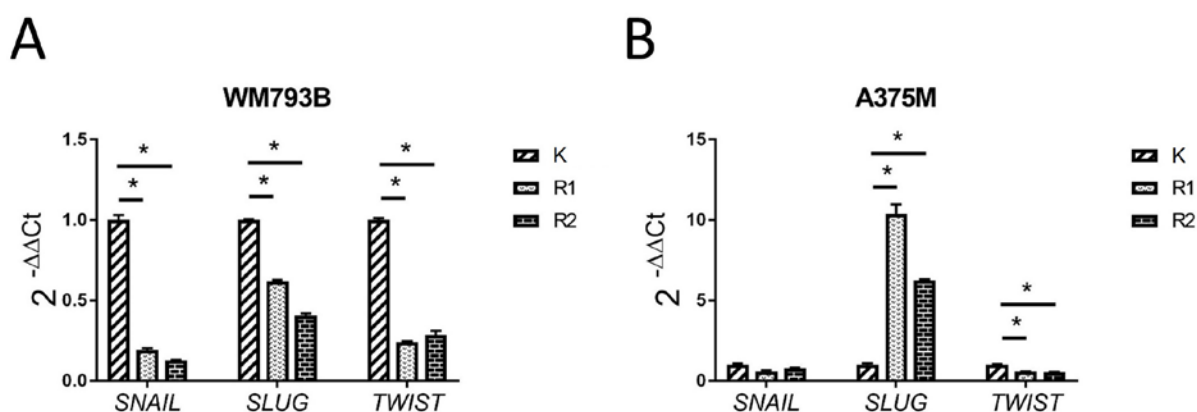 A
WM793B
2^-ΔΔCt
1.5
1.0
0.5
0.0
* * * * * *
SNAIL SLUG TWIST
K
R1
R2
B
A375M
2^-ΔΔCt
15
10
5
0
* * * *
SNAIL SLUG TWIST
K
R1
R2